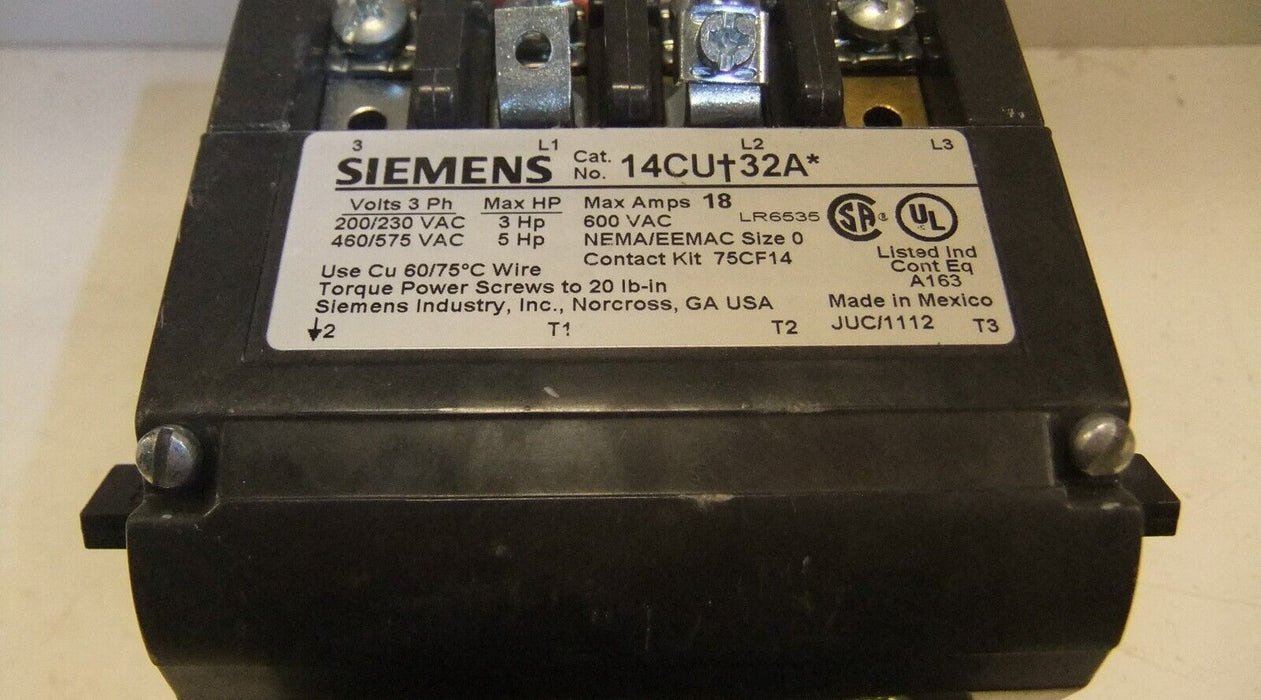 3 L1 L2 L3
SIEMENS Cat. No. 14CU†32A*
Volts 3 Ph Max HP Max Amps 18
200/230 VAC 3 Hp 600 VAC LR6535 SA ® UL
460/575 VAC 5 Hp NEMA/EEMAC Size 0
Contact Kit 75CF14 Listed Ind
Cont Eq
A163
Use Cu 60/75°C Wire
Torque Power Screws to 20 lb-in
Siemens Industry, Inc., Norcross, GA USA Made in Mexico
↓2 T1 T2 JUC/1112 T3